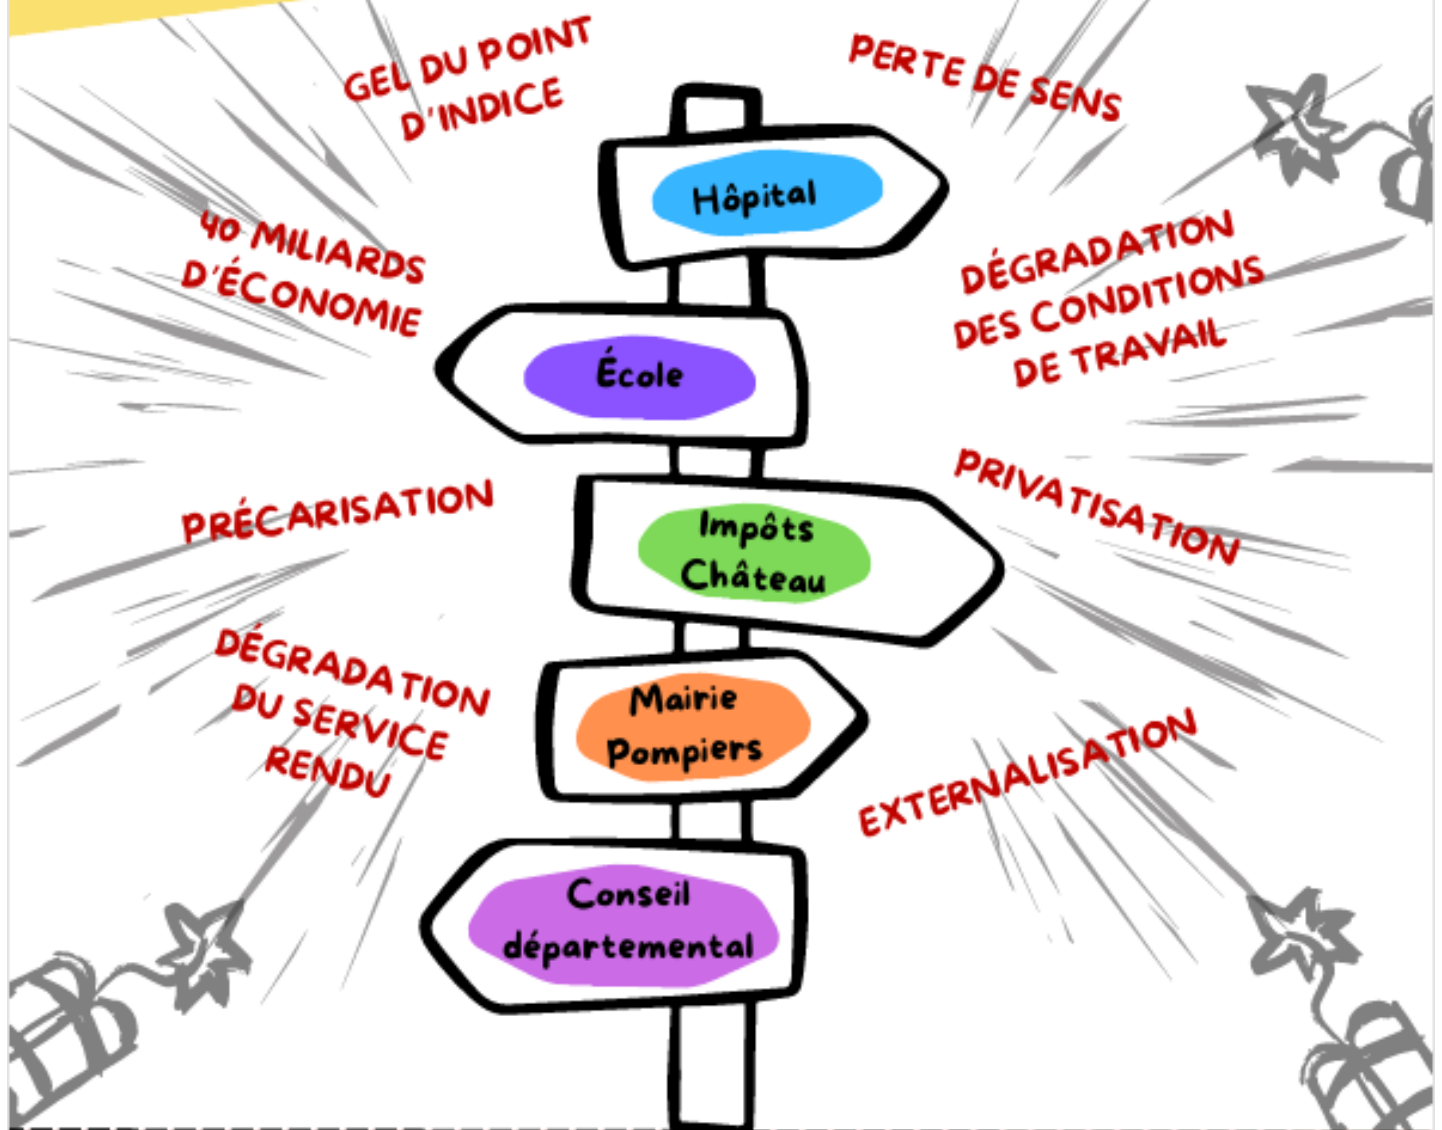 GEL DU POINT
D'INDICE
PERTE DE SENS
Hôpital
40 MILIARDS
D'ÉCONOMIE
DÉGRADATION
DES CONDITIONS
DE TRAVAIL
École
PRÉCARISATION
PRIVATISATION
Impôts
Château
DÉGRADATION
DU SERVICE
RENDU
Mairie
Pompiers
EXTERNALISATION
Conseil
départemental